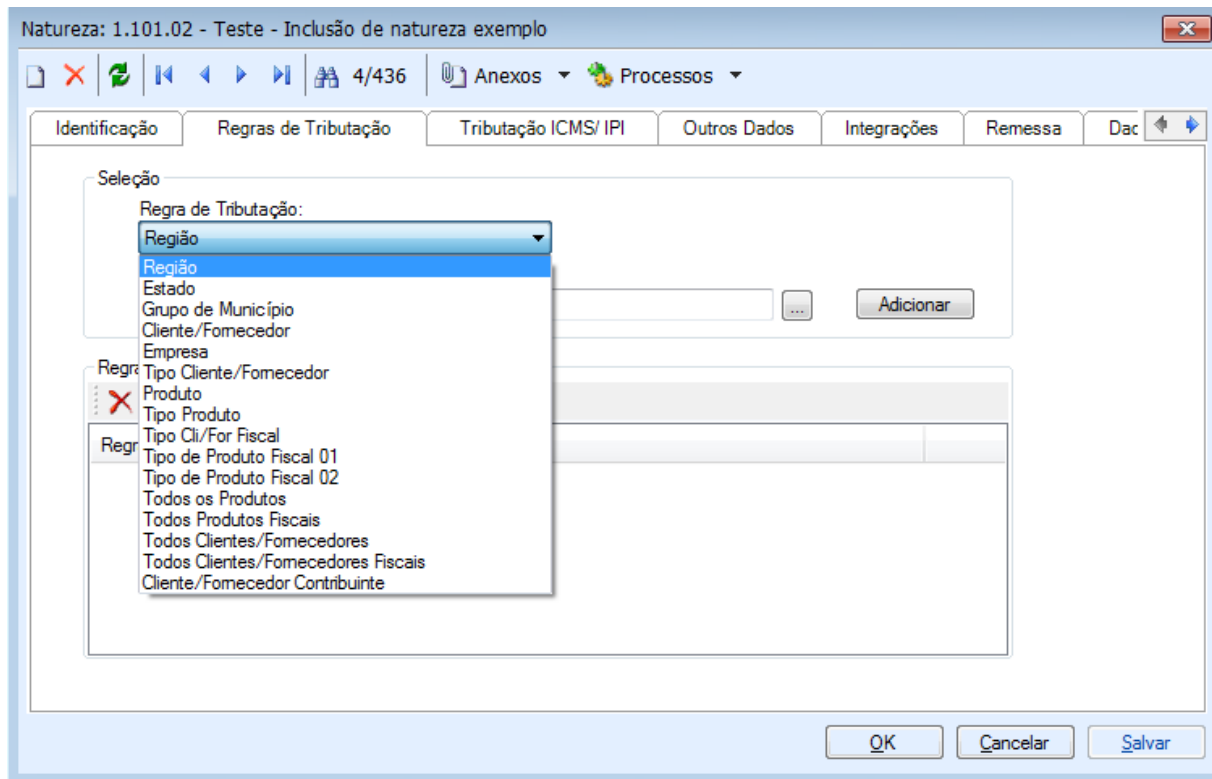 Natureza: 1.101.02 - Teste - Inclusão de natureza exemplo
4/436 Anexos Processos
Identificação Regras de Tributação Tributação ICMS/ IPI Outros Dados Integrações Remessa Dac
Seleção
Regra de Tributação:
Região
Região
Estado
Grupo de Município
Cliente/Fornecedor
Empresa
Tipo Cliente/Fornecedor
Produto
Tipo Produto
Tipo Cli/For Fiscal
Tipo de Produto Fiscal 01
Tipo de Produto Fiscal 02
Todos os Produtos
Todos Produtos Fiscais
Todos Clientes/Fornecedores
Todos Clientes/Fornecedores Fiscais
Cliente/Fornecedor Contribuinte
... Adicionar
Regra
Regr
OK Cancelar Salvar